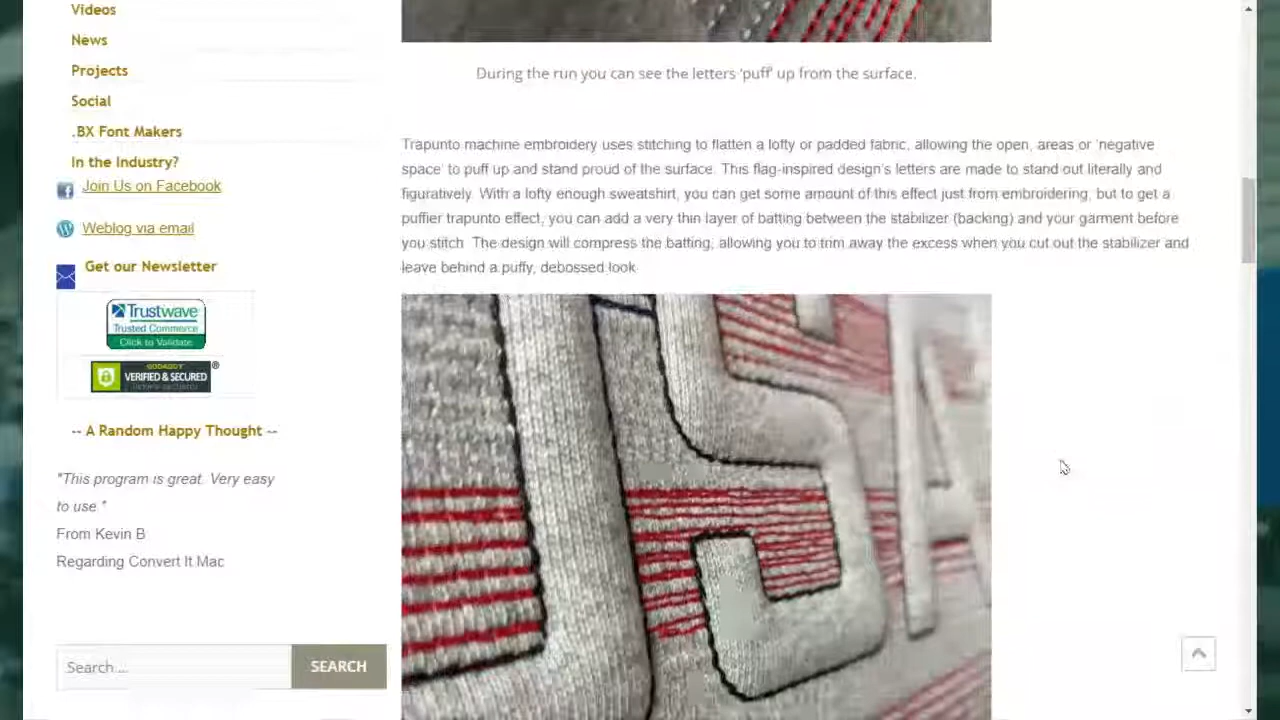 Videos
News
Projects
Social
.BX Font Makers
In the Industry?
Join Us on Facebook
Weblog via email
Get our Newsletter
Trustwave
Trusted Commerce
Click to Validate
GODADDY
VERIFIED & SECURED
-- A Random Happy Thought --
"This program is great. Very easy
to use "
From Kevin B
Regarding Convert It Mac
Search ...
SEARCH
During the run you can see the letters 'puff' up from the surface.
Trapunto machine embroidery uses stitching to flatten a lofty or padded fabric, allowing the open, areas or 'negative
space' to puff up and stand proud of the surface. This flag-inspired design's letters are made to stand out literally and
figuratively. With a lofty enough sweatshirt, you can get some amount of this effect just from embroidering, but to get a
puffier trapunto effect, you can add a very thin layer of batting between the stabilizer (backing) and your garment before
you stitch. The design will compress the batting, allowing you to trim away the excess when you cut out the stabilizer and
leave behind a puffy, debossed look.
USA